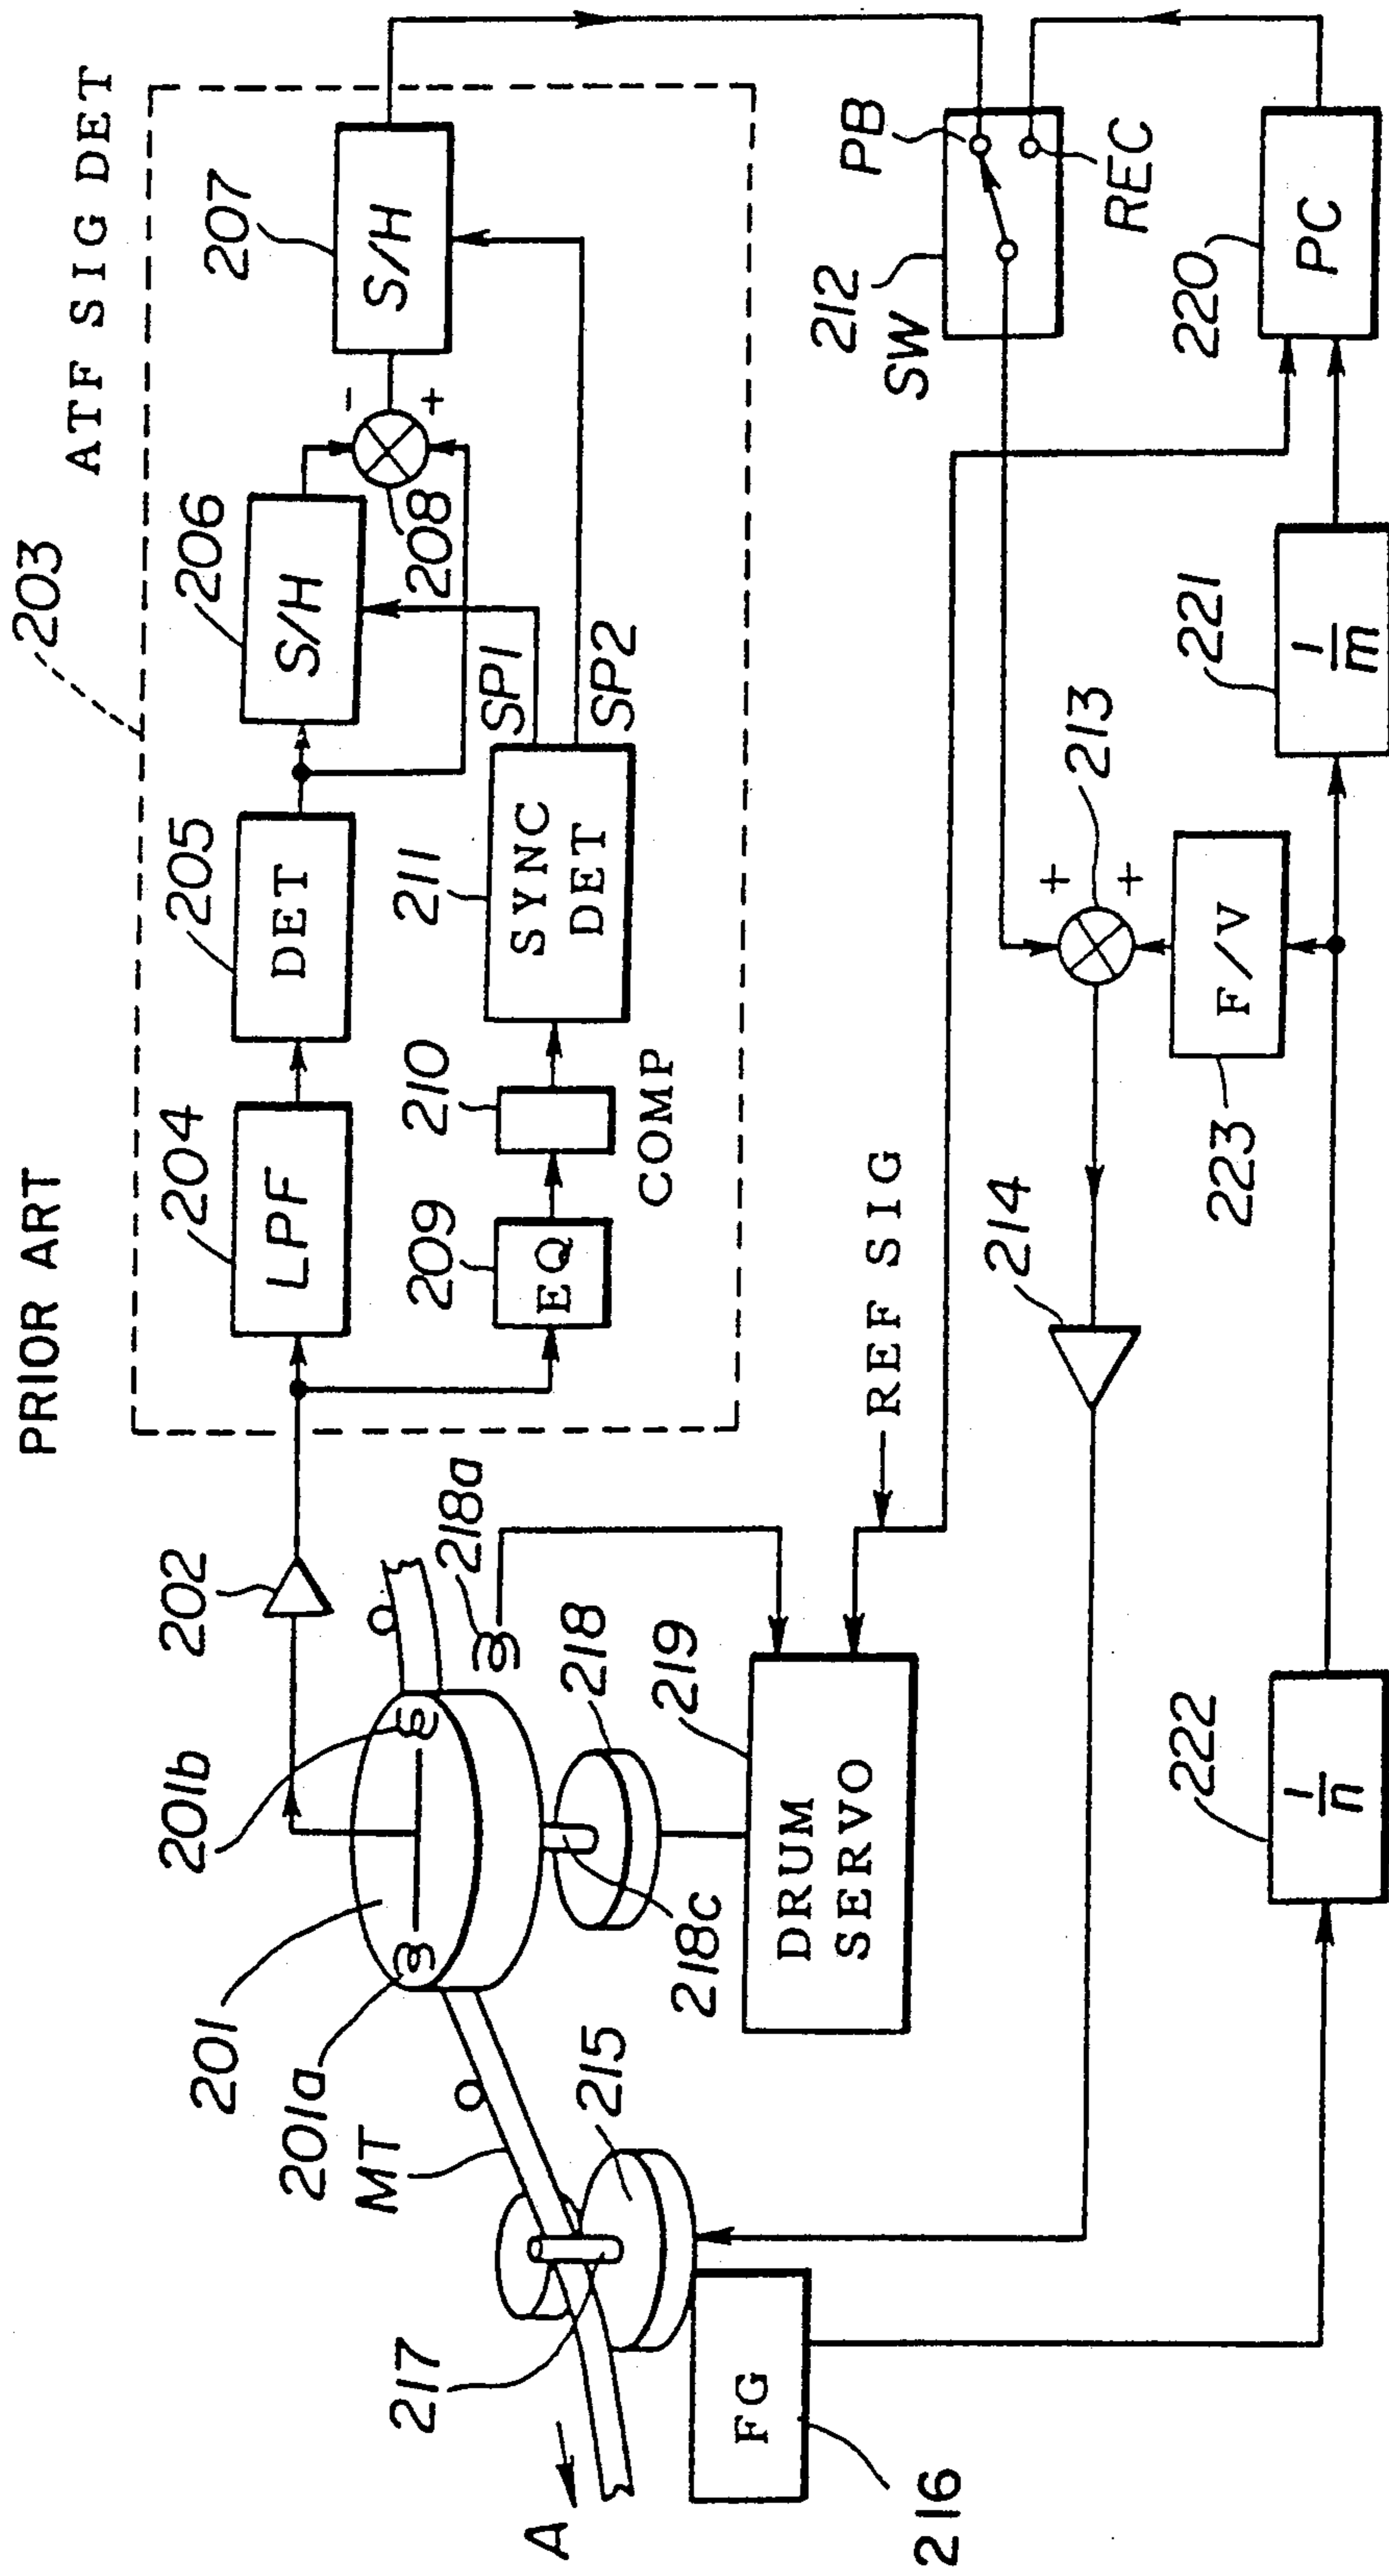 PRIOR ART
203
ATF SIG DET
202
204
LPF
205
DET
206
S/H
207
S/H
-
+
208
209
EQ
210
COMP
211
SYNC
DET
SP1
SP2
201
201a
201b
MT
218a
218
218c
219
DRUM
SERVO
REF SIG
217
215
A
FG
216
214
213
+
+
F/V
223
212
SW
PB
REC
220
PC
221
1
m
222
1
n